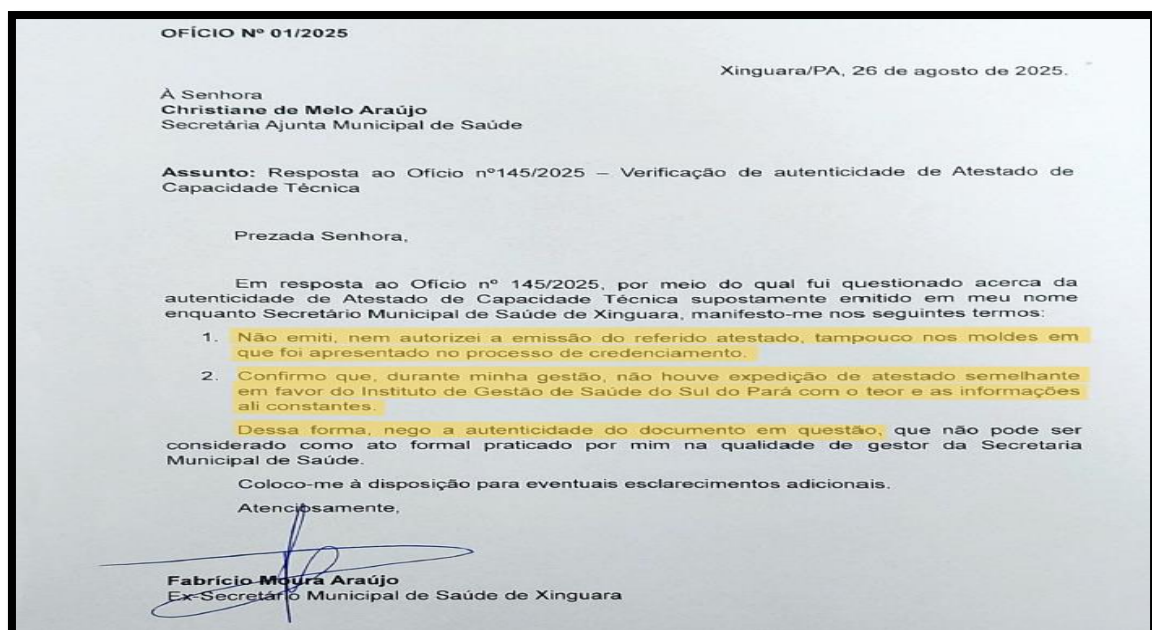 OFÍCIO Nº 01/2025
Xinguara/PA, 26 de agosto de 2025.
À Senhora
Christiane de Melo Araújo
Secretária Ajunta Municipal de Saúde
Assunto: Resposta ao Ofício nº145/2025 – Verificação de autenticidade de Atestado de
Capacidade Técnica
Prezada Senhora,
Em resposta ao Ofício nº 145/2025, por meio do qual fui questionado acerca da
autenticidade de Atestado de Capacidade Técnica supostamente emitido em meu nome
enquanto Secretário Municipal de Saúde de Xinguara, manifesto-me nos seguintes termos:
1. Não emiti, nem autorizei a emissão do referido atestado, tampouco nos moldes em
que foi apresentado no processo de credenciamento.
2. Confirmo que, durante minha gestão, não houve expedição de atestado semelhante
em favor do Instituto de Gestão de Saúde do Sul do Pará com o teor e as informações
ali constantes.
Dessa forma, nego a autenticidade do documento em questão, que não pode ser
considerado como ato formal praticado por mim na qualidade de gestor da Secretaria
Municipal de Saúde.
Coloco-me à disposição para eventuais esclarecimentos adicionais.
Atenciosamente,
Fabrício Moura Araújo
Ex-Secretário Municipal de Saúde de Xinguara